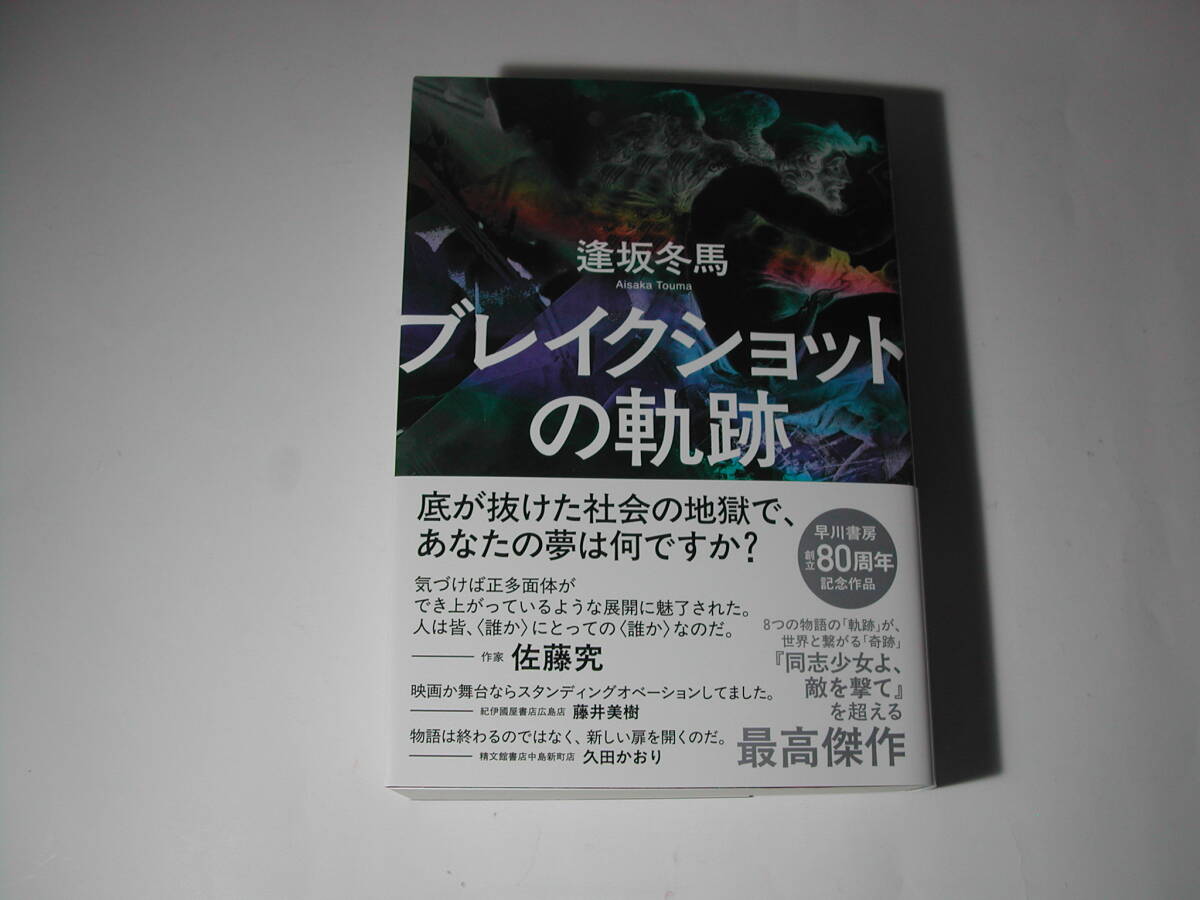 逢坂冬馬
Aisaka Touma
ブレイクショット
の軌跡
底が抜けた社会の地獄で、
あなたの夢は何ですか?
気づけば正多面体が
でき上がっているような展開に魅了された。
人は皆、〈誰か〉にとっての〈誰か〉なのだ。
作家 佐藤究
映画か舞台ならスタンディングオベーションしてました。
紀伊國屋書店広島店 藤井美樹
物語は終わるのではなく、新しい扉を開くのだ。
精文館書店中島新町店 久田かおり
早川書房
創立80周年
記念作品
8つの物語の「軌跡」が、
世界と繋がる「奇跡」
『同志少女よ、
敵を撃て』
を超える
最高傑作